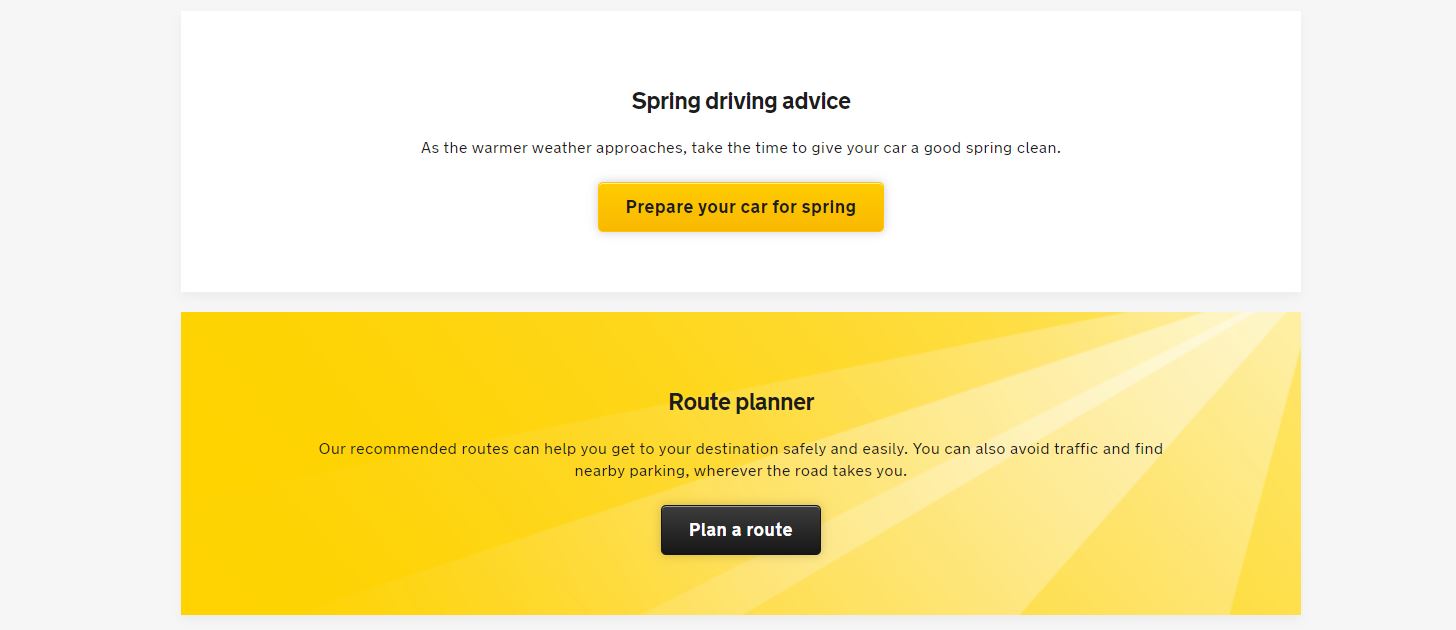 Spring driving advice
As the warmer weather approaches, take the time to give your car a good spring clean.
Prepare your car for spring
Route planner
Our recommended routes can help you get to your destination safely and easily. You can also avoid traffic and find
nearby parking, wherever the road takes you.
Plan a route